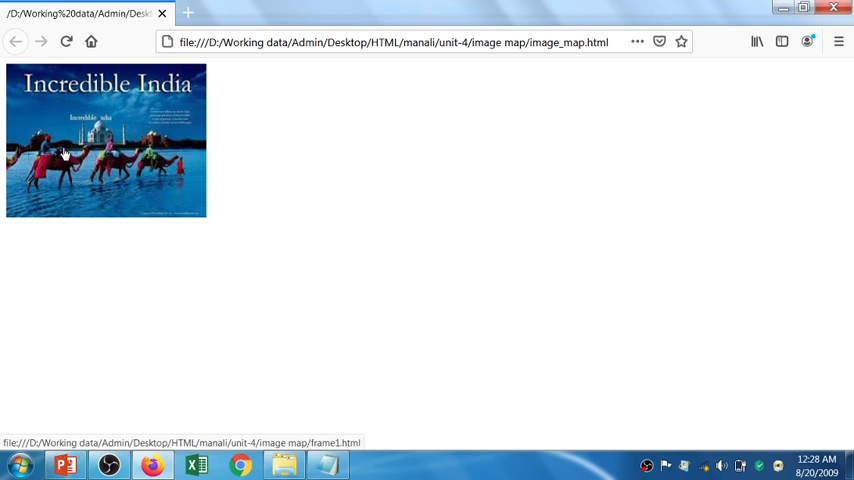 /D:/Working%20data/Admin/Deskt
file:///D:/Working data/Admin/Desktop/HTML/manali/unit-4/image map/image_map.html
Incredible India
file:///D:/Working data/Admin/Desktop/HTML/manali/unit-4/image map/frame1.html
12:28 AM
8/20/2009